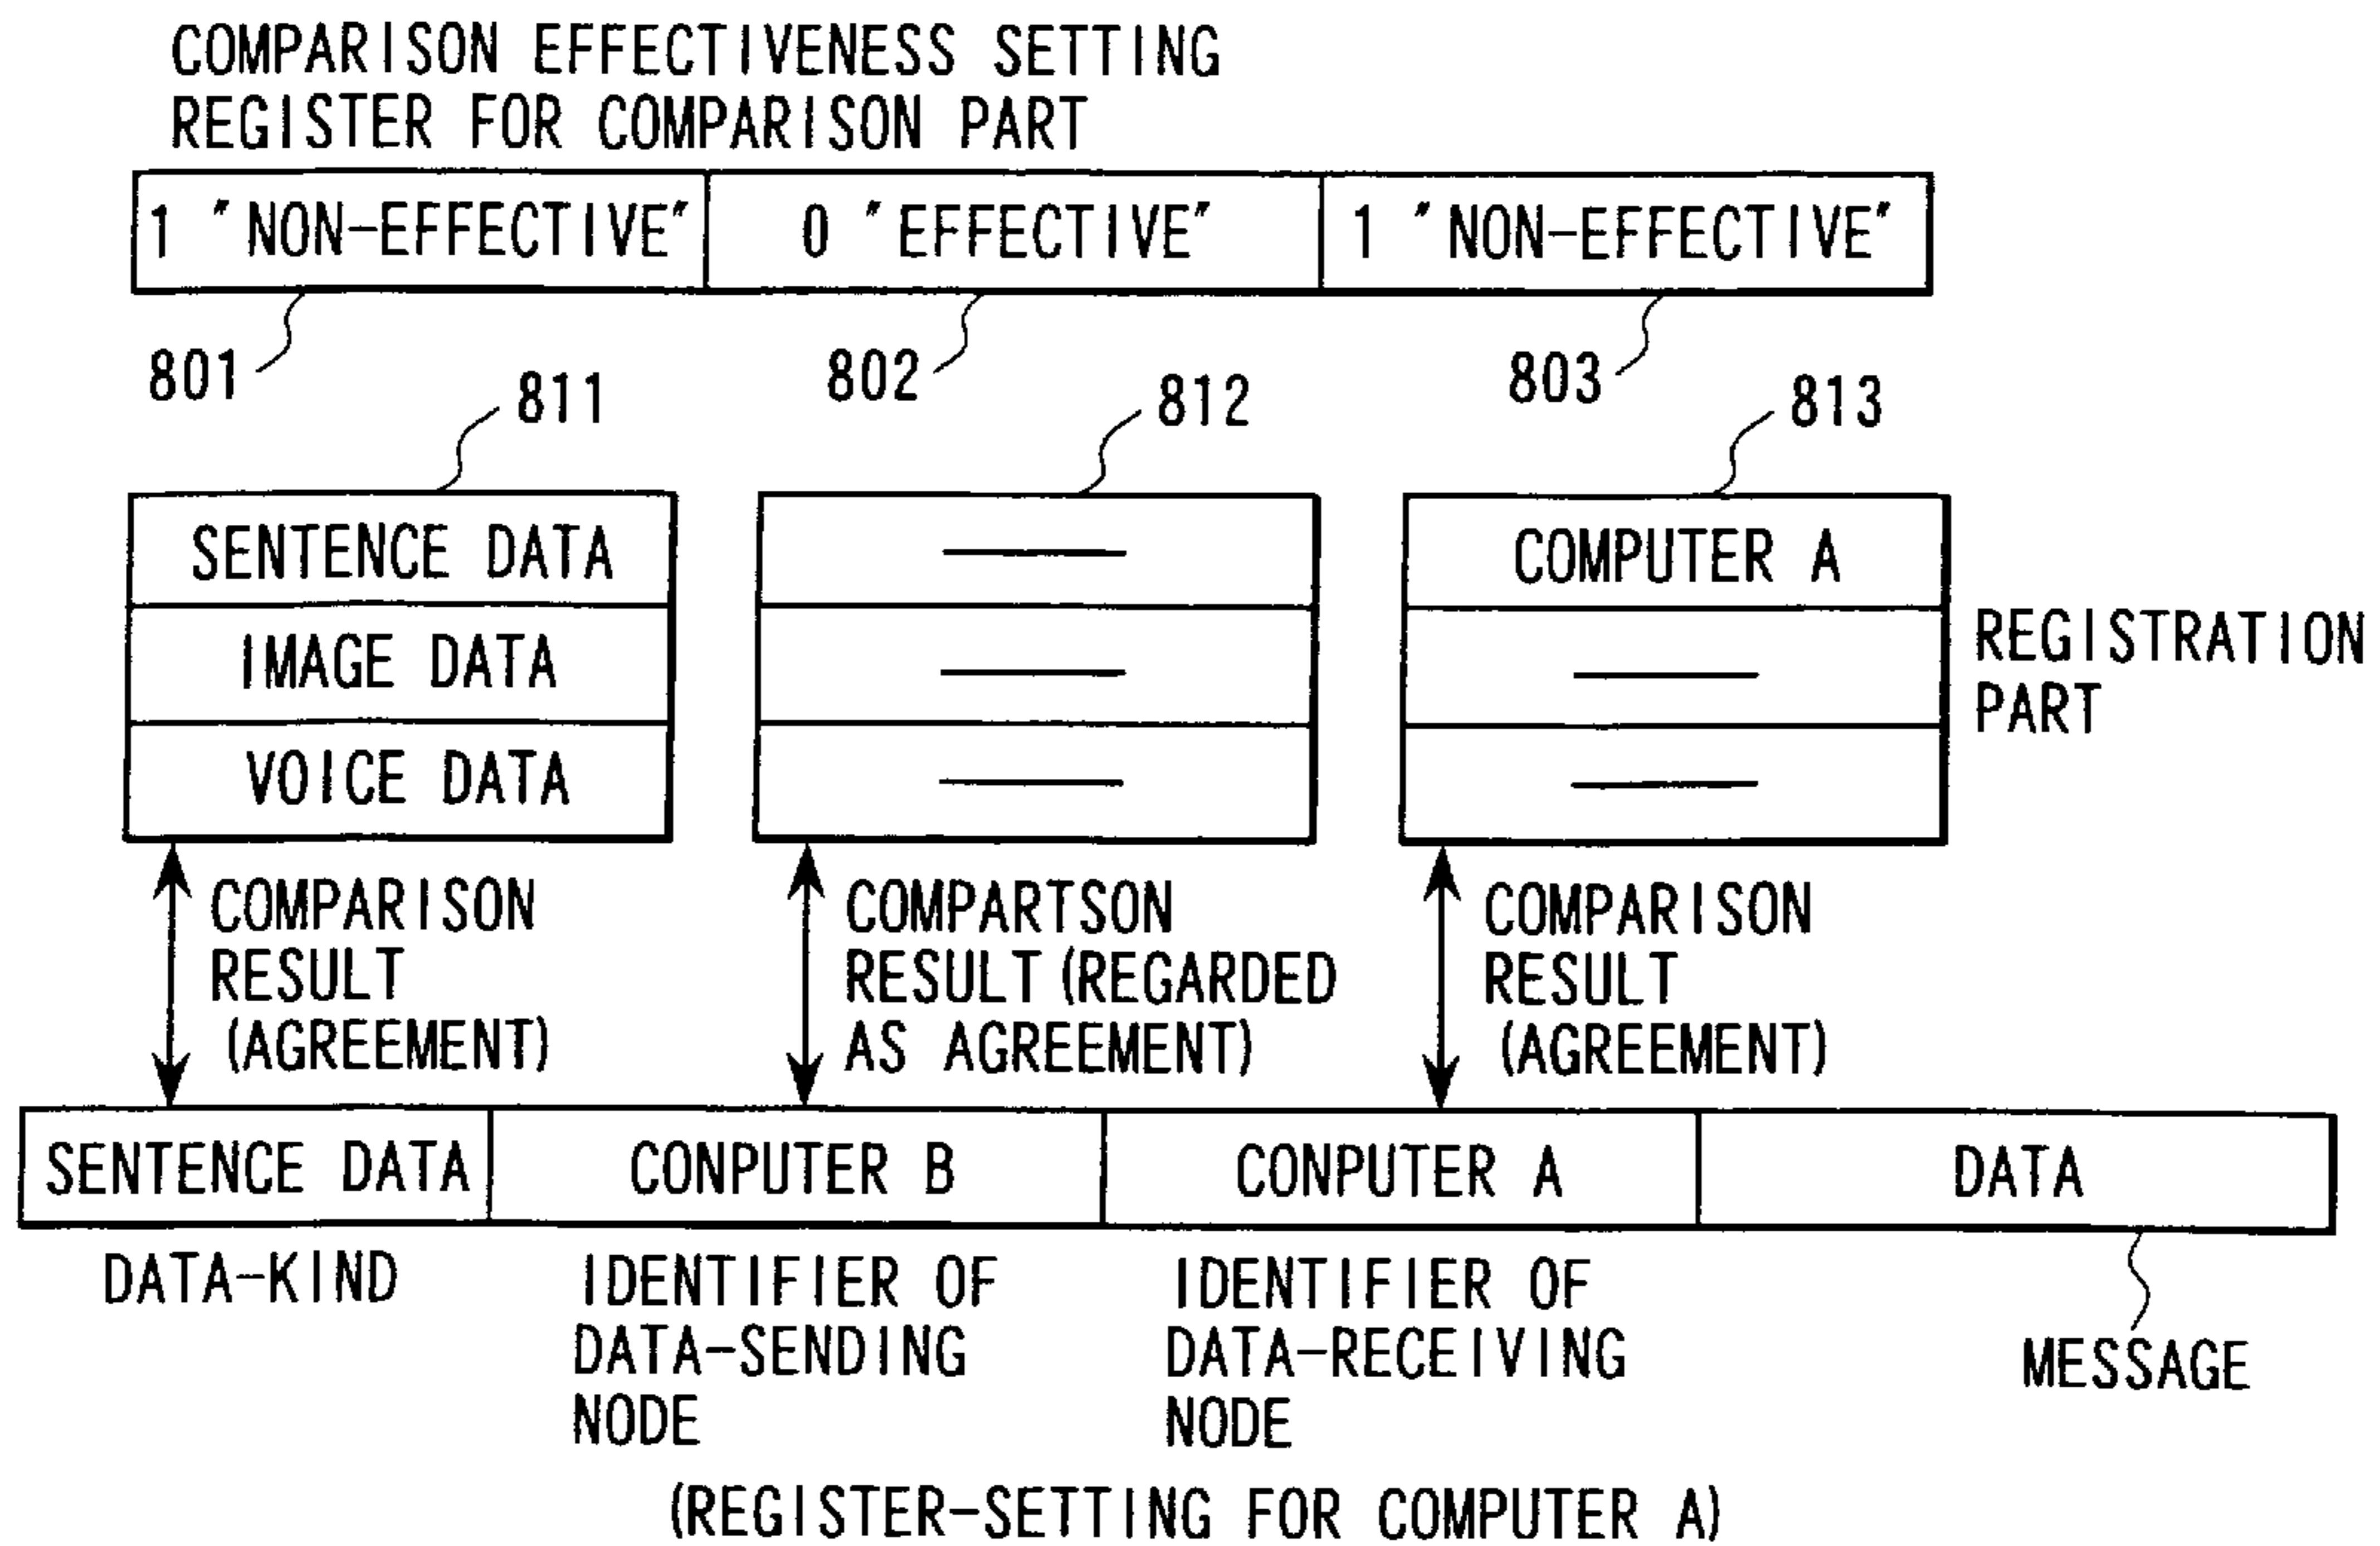 COMPARISON EFFECTIVENESS SETTING
REGISTER FOR COMPARISON PART
1 "NON-EFFECTIVE" 0 "EFFECTIVE" 1 "NON-EFFECTIVE"
801 802 803
811 812 813
SENTENCE DATA
IMAGE DATA
VOICE DATA
COMPUTER A
REGISTRATION
PART
COMPARISON
RESULT
(AGREEMENT)
COMPARTSON
RESULT (REGARDED
AS AGREEMENT)
COMPARISON
RESULT
(AGREEMENT)
SENTENCE DATA CONPUTER B CONPUTER A DATA
DATA-KIND
IDENTIFIER OF
DATA-SENDING
NODE
IDENTIFIER OF
DATA-RECEIVING
NODE
MESSAGE
(REGISTER-SETTING FOR COMPUTER A)